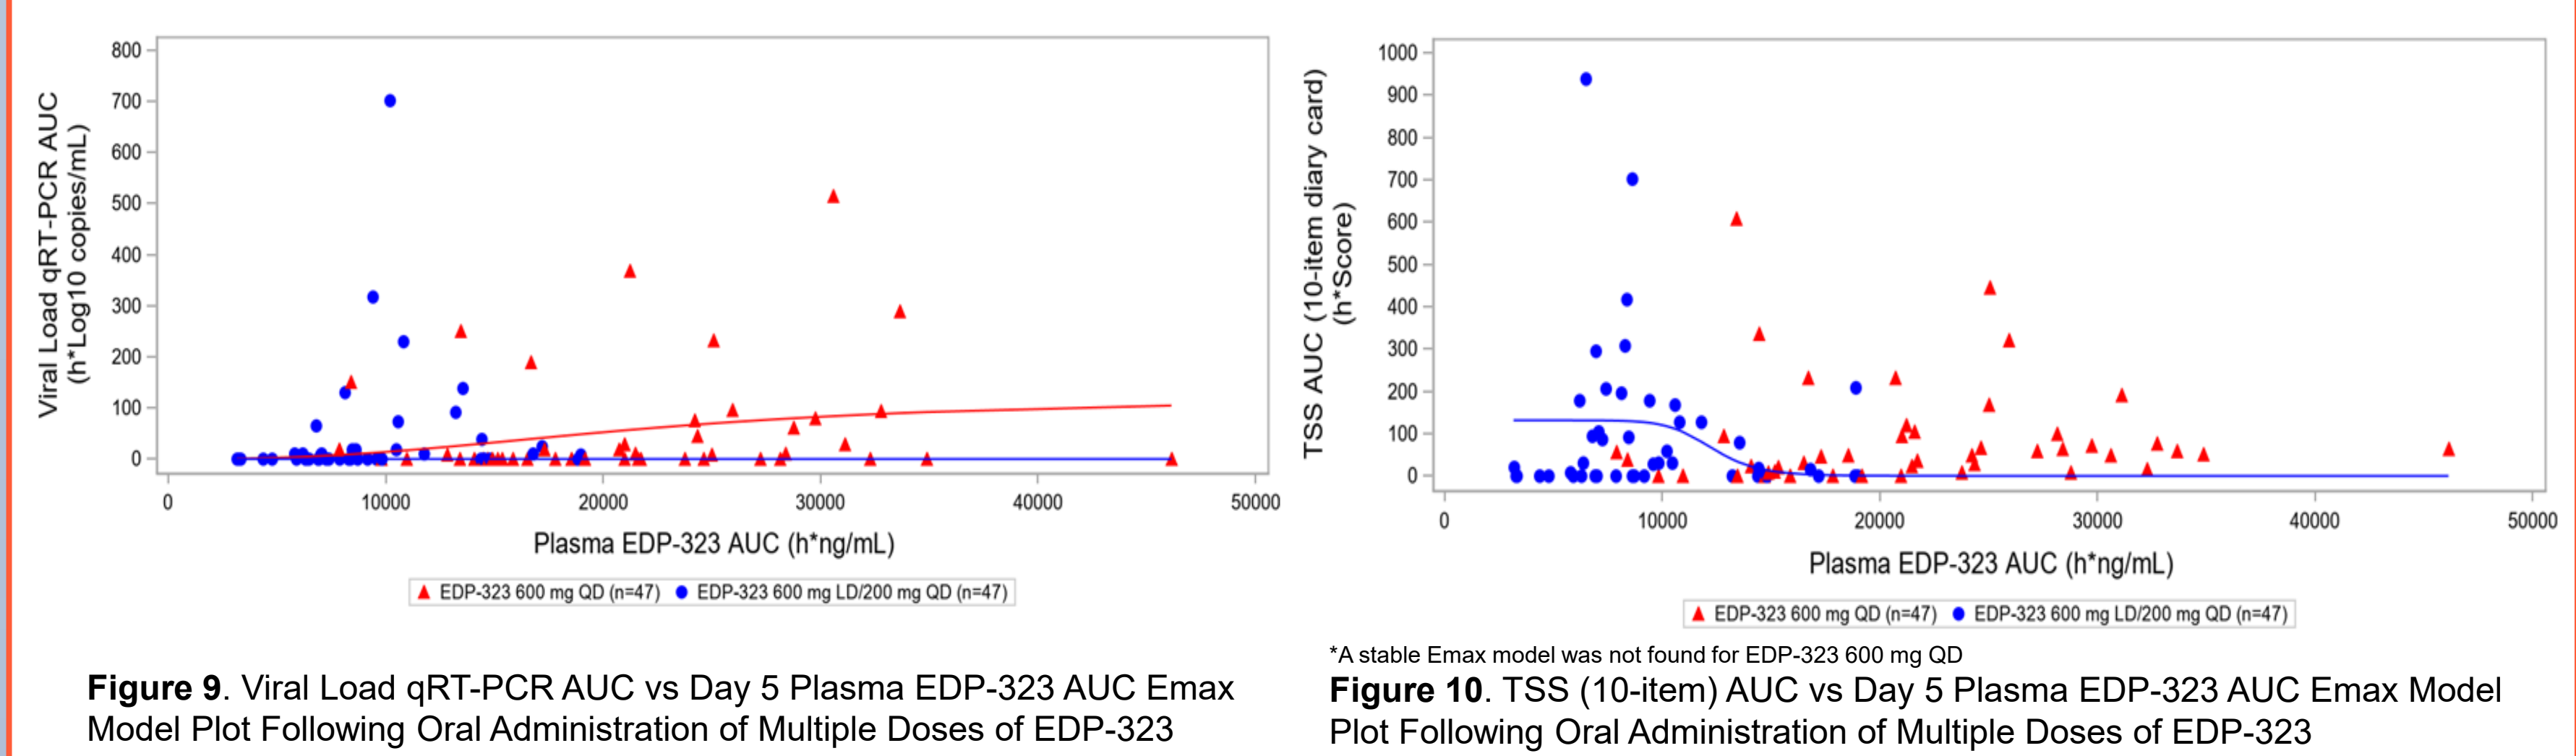 Viral Load qRT-PCR AUC
(h*Log10 copies/mL)
800
700
600
500
400
300
200
100
0
0 10000 20000 30000 40000 50000
Plasma EDP-323 AUC (h*ng/mL)
EDP-323 600 mg QD (n=47) EDP-323 600 mg LD/200 mg QD (n=47)
Figure 9. Viral Load qRT-PCR AUC vs Day 5 Plasma EDP-323 AUC Emax
Model Plot Following Oral Administration of Multiple Doses of EDP-323
TSS AUC (10-item diary card)
(h*Score)
1000
900
800
700
600
500
400
300
200
100
0
0 10000 20000 30000 40000 50000
Plasma EDP-323 AUC (h*ng/mL)
EDP-323 600 mg QD (n=47) EDP-323 600 mg LD/200 mg QD (n=47)
*A stable Emax model was not found for EDP-323 600 mg QD
Figure 10. TSS (10-item) AUC vs Day 5 Plasma EDP-323 AUC Emax Model
Plot Following Oral Administration of Multiple Doses of EDP-323